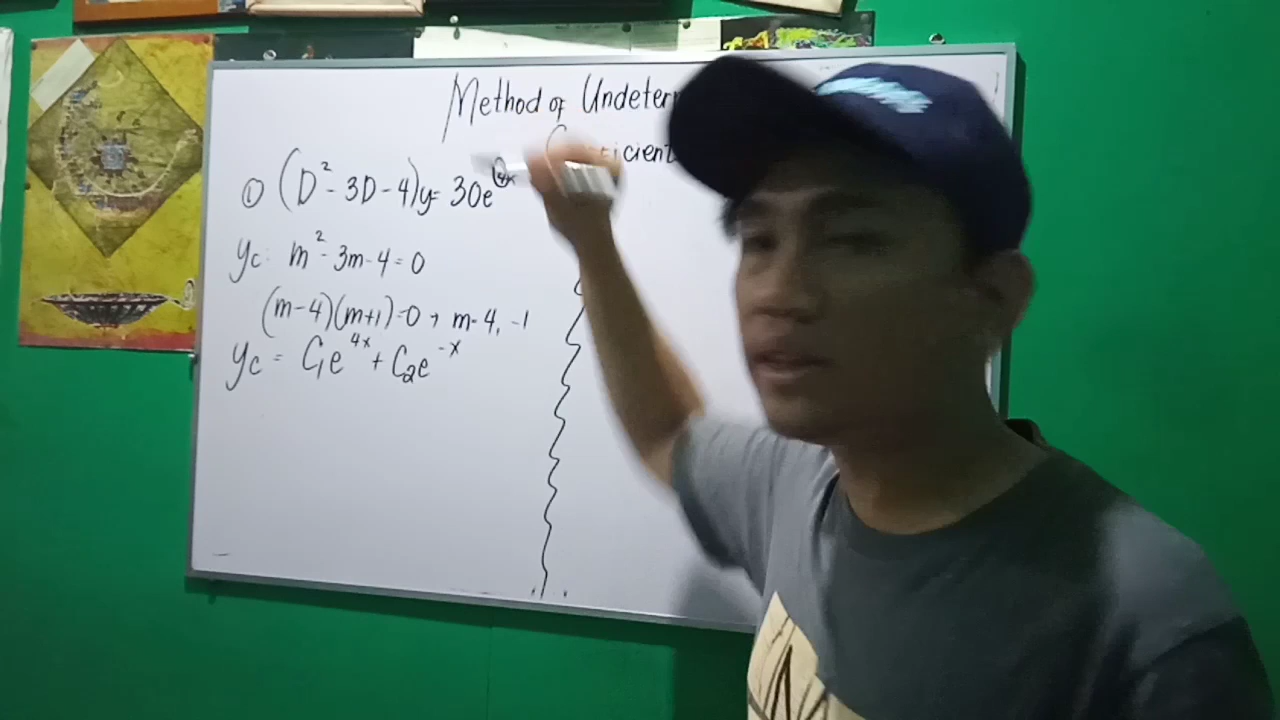 Method of Undeter
icient
① (D² - 3D - 4)y = 30e
yc: m² - 3m - 4 = 0
(m-4)(m+1)=0, m=4, -1
yc = C₁e^{4x} + C₂e^{-x}